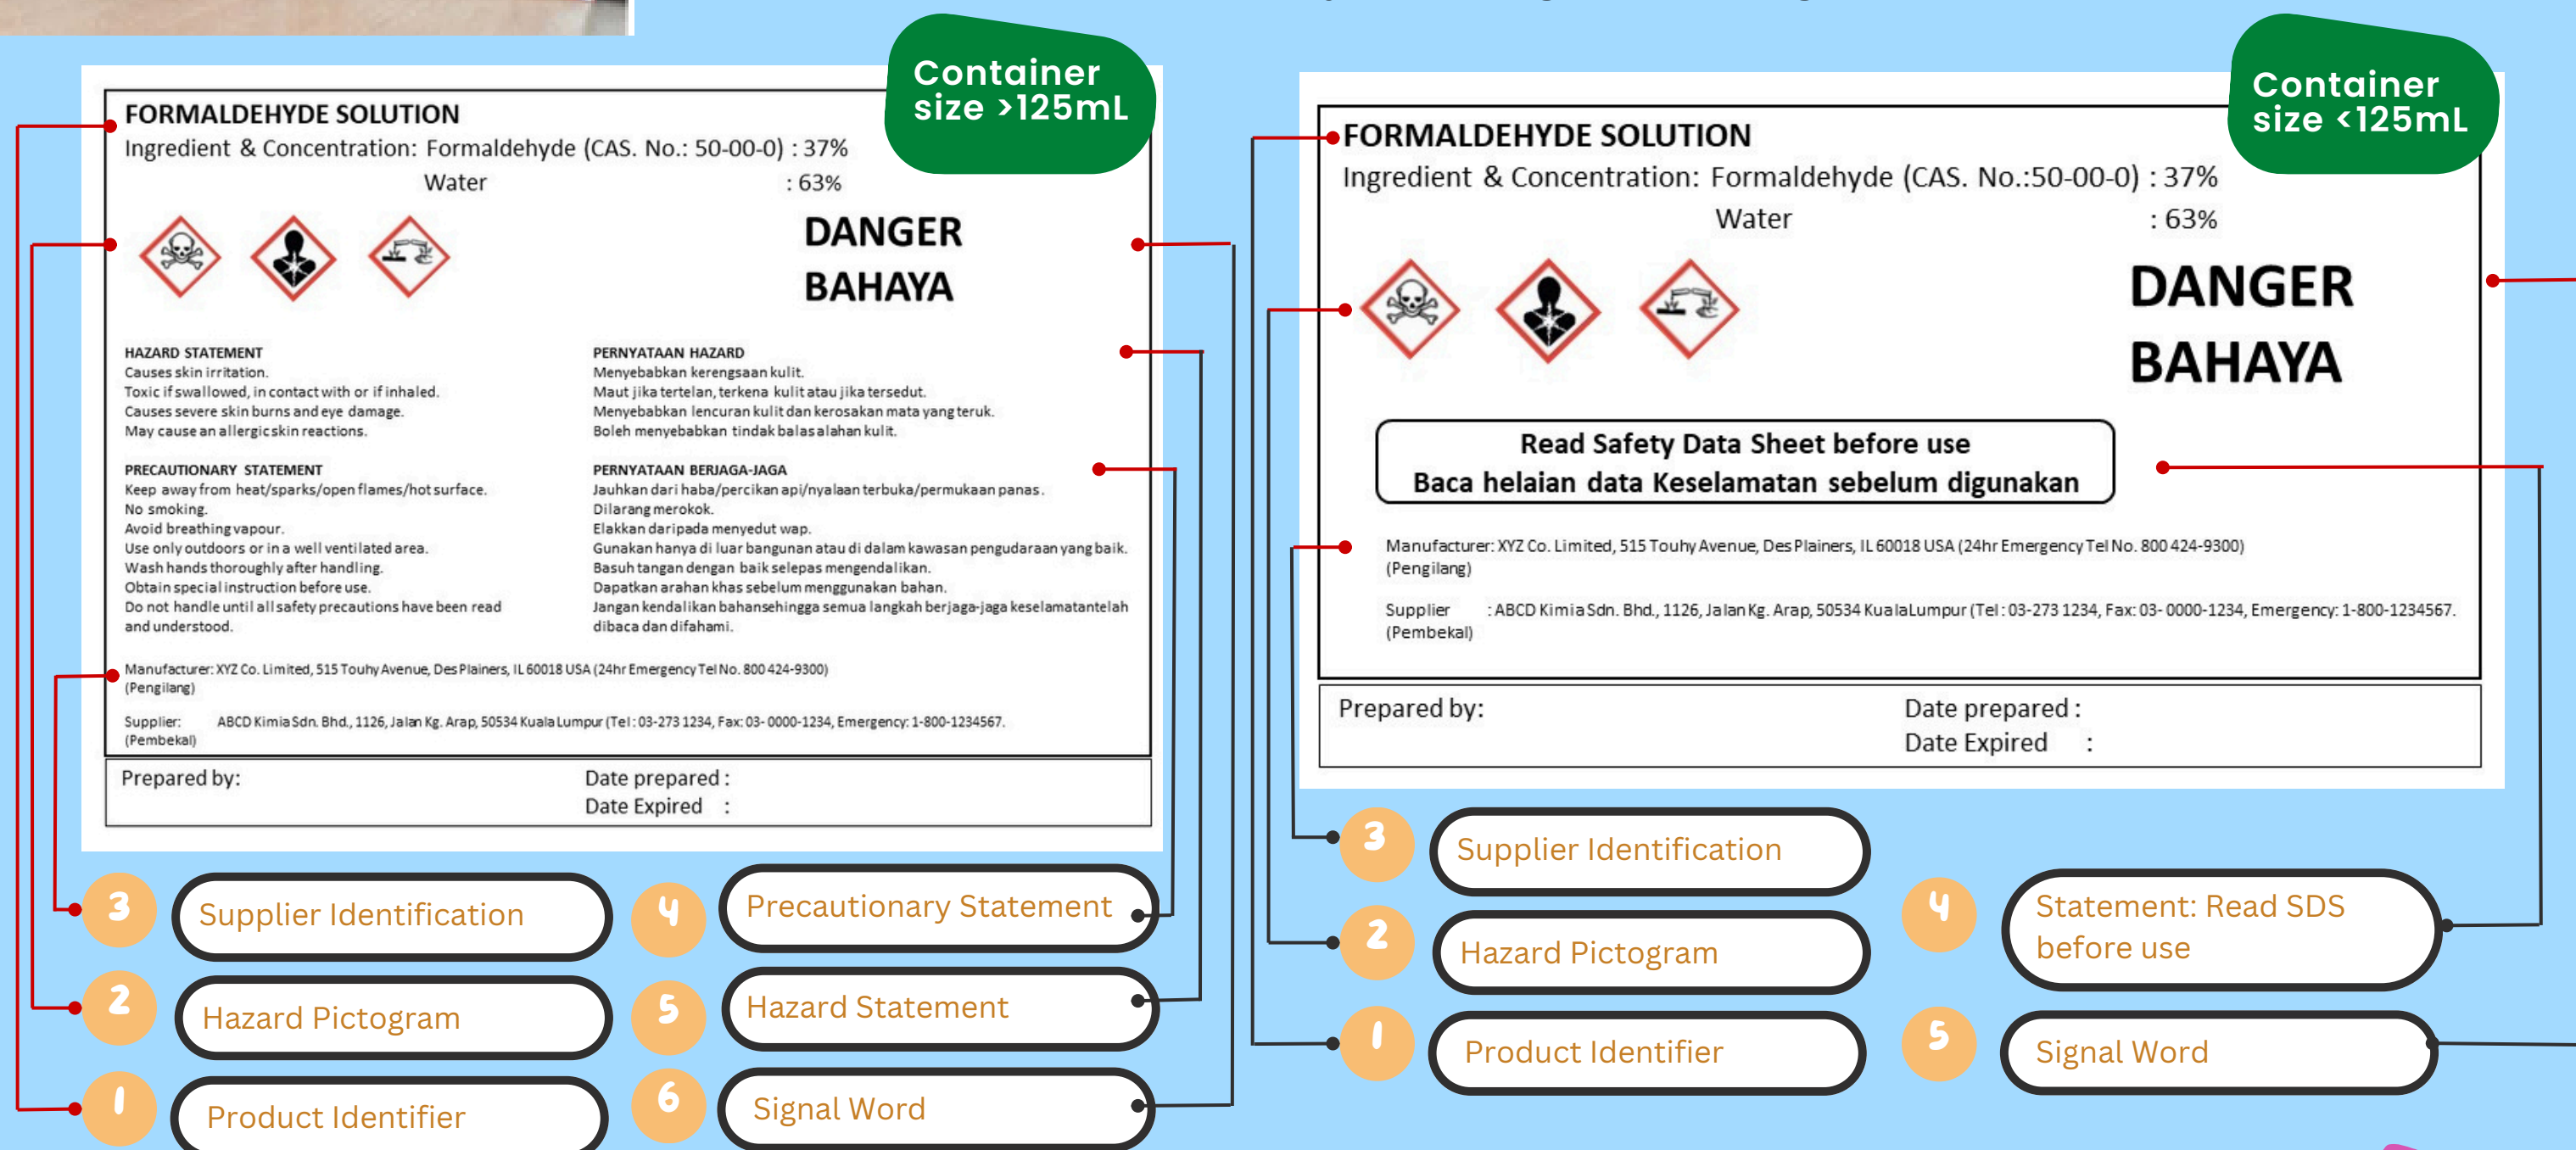 Container
size >125mL
FORMALDEHYDE SOLUTION
Ingredient & Concentration: Formaldehyde (CAS. No.: 50-00-0) : 37%
Water : 63%
DANGER
BAHAYA
HAZARD STATEMENT
Causes skin irritation.
Toxic if swallowed, in contact with or if inhaled.
Causes severe skin burns and eye damage.
May cause an allergic skin reactions.
PERNYATAAN HAZARD
Menyebabkan kerengsaan kulit.
Maut jika tertelan, terkena kulit atau jika tersedut.
Menyebabkan lencuran kulit dan kerosakan mata yang teruk.
Boleh menyebabkan tindak balas alahan kulit.
PRECAUTIONARY STATEMENT
Keep away from heat/sparks/open flames/hot surface.
No smoking.
Avoid breathing vapour.
Use only outdoors or in a well ventilated area.
Wash hands thoroughly after handling.
Obtain special instruction before use.
Do not handle until all safety precautions have been read
and understood.
PERNYATAAN BERJAGA-JAGA
Jauhkan dari haba/percikan api/nyalaan terbuka/permukaan panas.
Dilarang merokok.
Elakkan daripada menyedut wap.
Gunakan hanya di luar bangunan atau di dalam kawasan pengudaraan yang baik.
Basuh tangan dengan baik selepas mengendalikan.
Dapatkan arahan khas sebelum menggunakan bahan.
Jangan kendalikan bahansehingga semua langkah berjaga-jaga keselamatantelah
dibaca dan difahami.
Manufacturer: XYZ Co. Limited, 515 Touhy Avenue, Des Plainers, IL 60018 USA (24hr Emergency Tel No. 800 424-9300)
(Pengilang)
Supplier: ABCD Kimia Sdn. Bhd., 1126, Jalan Kg. Arap, 50534 Kuala Lumpur (Tel : 03-273 1234, Fax: 03- 0000-1234, Emergency: 1-800-1234567.
(Pembekal)
Prepared by: Date prepared :
Date Expired :
3 Supplier Identification
2 Hazard Pictogram
1 Product Identifier
4 Precautionary Statement
5 Hazard Statement
6 Signal Word
Container
size <125mL
FORMALDEHYDE SOLUTION
Ingredient & Concentration: Formaldehyde (CAS. No.:50-00-0) : 37%
Water : 63%
DANGER
BAHAYA
Read Safety Data Sheet before use
Baca helaian data Keselamatan sebelum digunakan
Manufacturer: XYZ Co. Limited, 515 Touhy Avenue, Des Plainers, IL 60018 USA (24hr Emergency Tel No. 800 424-9300)
(Pengilang)
Supplier : ABCD Kimia Sdn. Bhd., 1126, Jalan Kg. Arap, 50534 KualaLumpur (Tel : 03-273 1234, Fax: 03- 0000-1234, Emergency: 1-800-1234567.
(Pembekal)
Prepared by: Date prepared :
Date Expired :
3 Supplier Identification
2 Hazard Pictogram
1 Product Identifier
4 Statement: Read SDS
before use
5 Signal Word